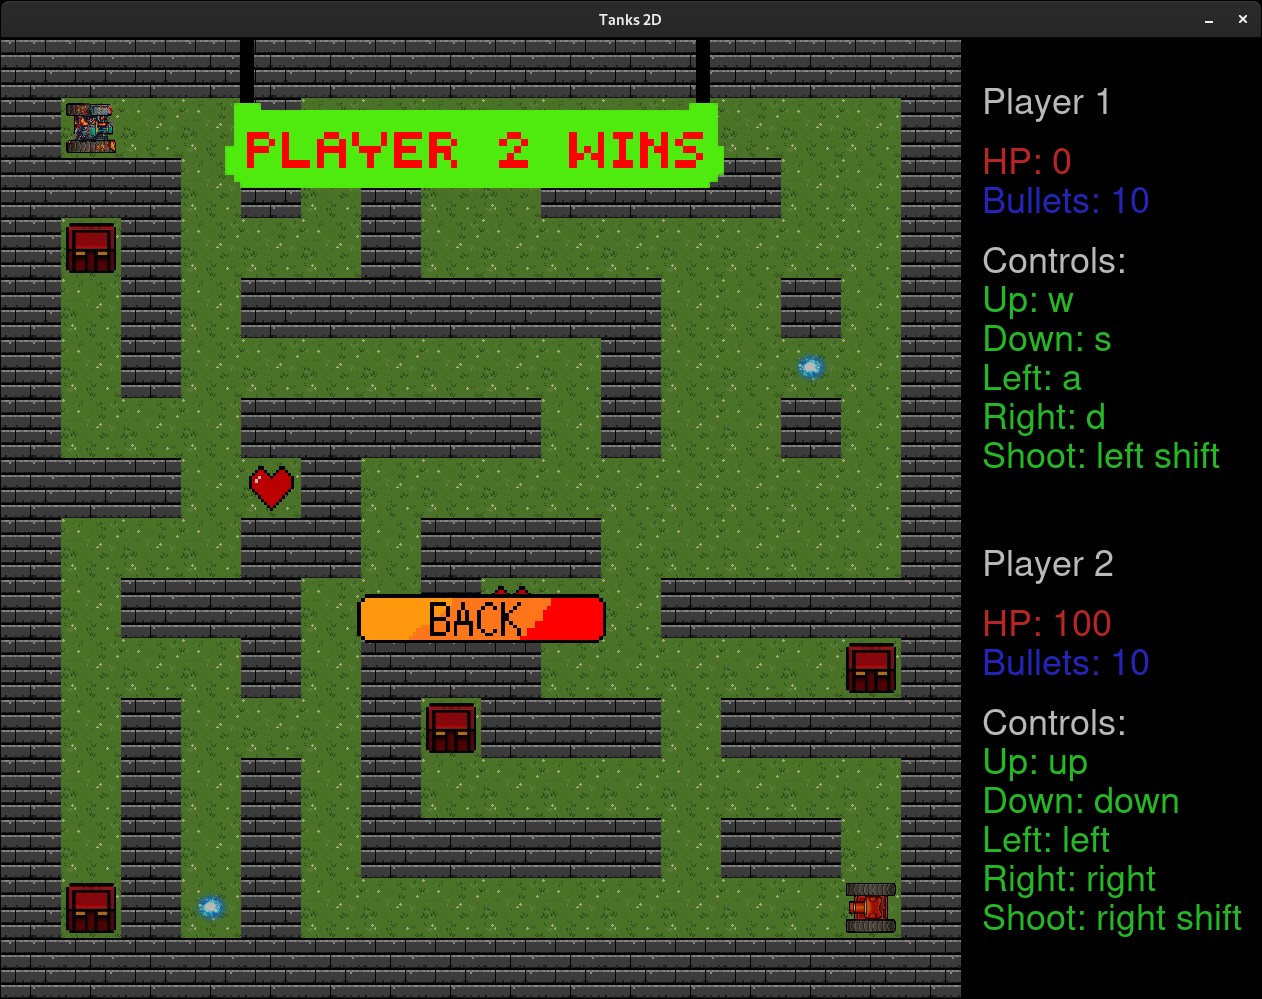 Tanks 2D
PLAYER 2 WINS
BACK
Player 1
HP: 0
Bullets: 10
Controls:
Up: w
Down: s
Left: a
Right: d
Shoot: left shift
Player 2
HP: 100
Bullets: 10
Controls:
Up: up
Down: down
Left: left
Right: right
Shoot: right shift